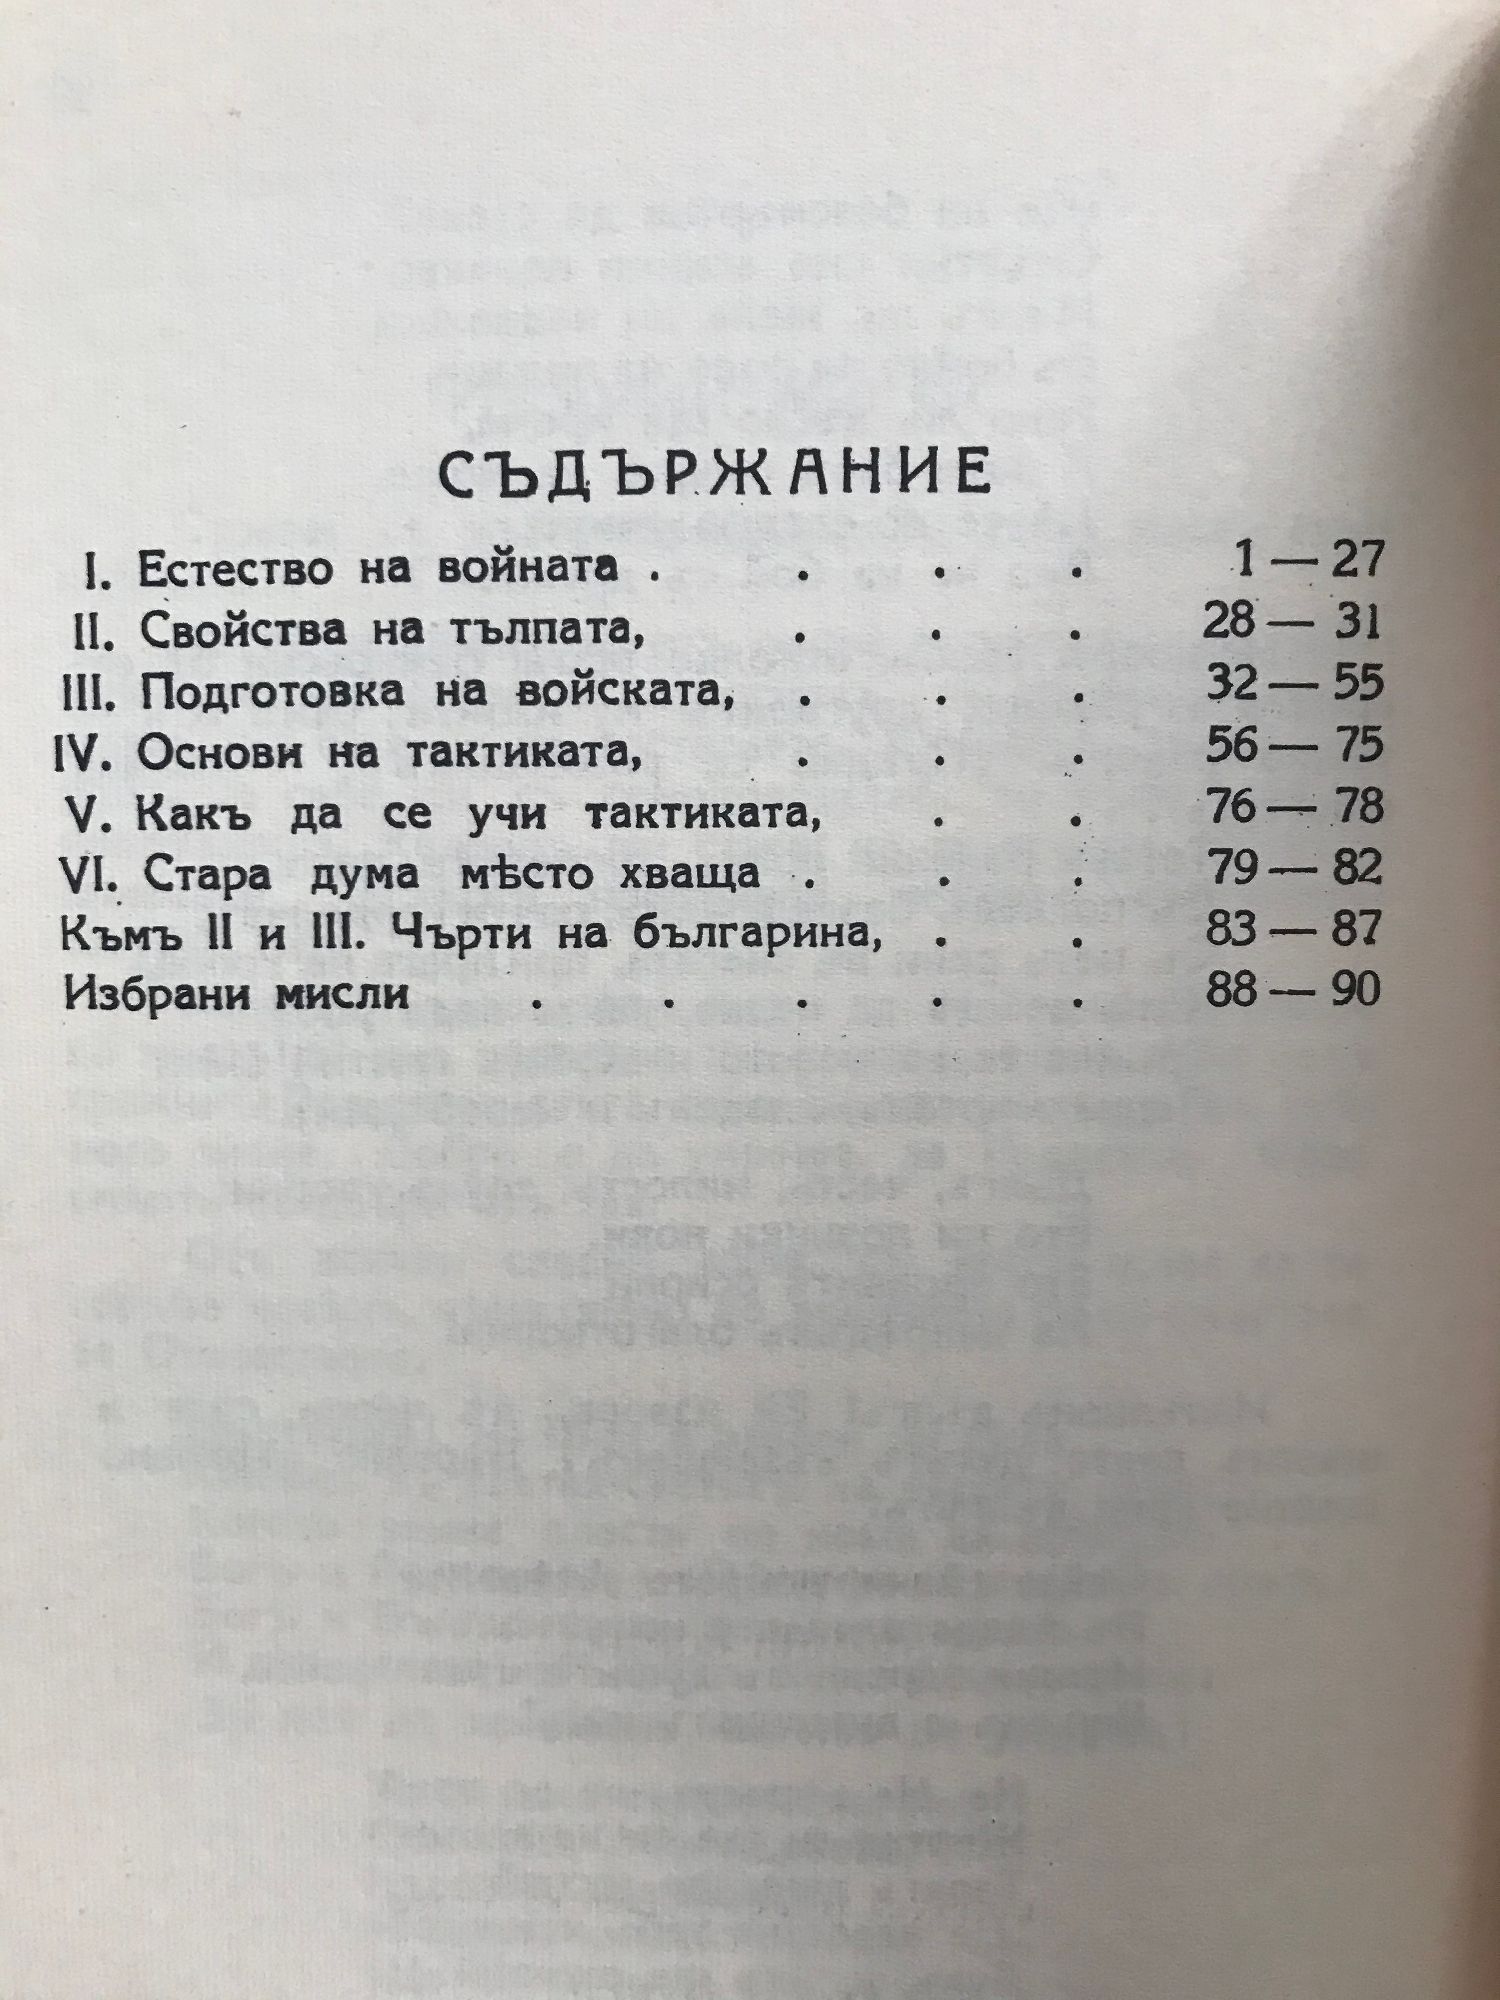 СЪДЪРЖАНИЕ
I. Естество на войната . . . . 1 — 27
II. Свойства на тълпата, . . . 28 — 31
III. Подготовка на войската, . . . 32 — 55
IV. Основи на тактиката, . . . 56 — 75
V. Какъ да се учи тактиката, . . 76 — 78
VI. Стара дума мѣсто хваща . . . 79 — 82
Къмъ II и III. Чърти на българина, . . 83 — 87
Избрани мисли . . . . . 88 — 90